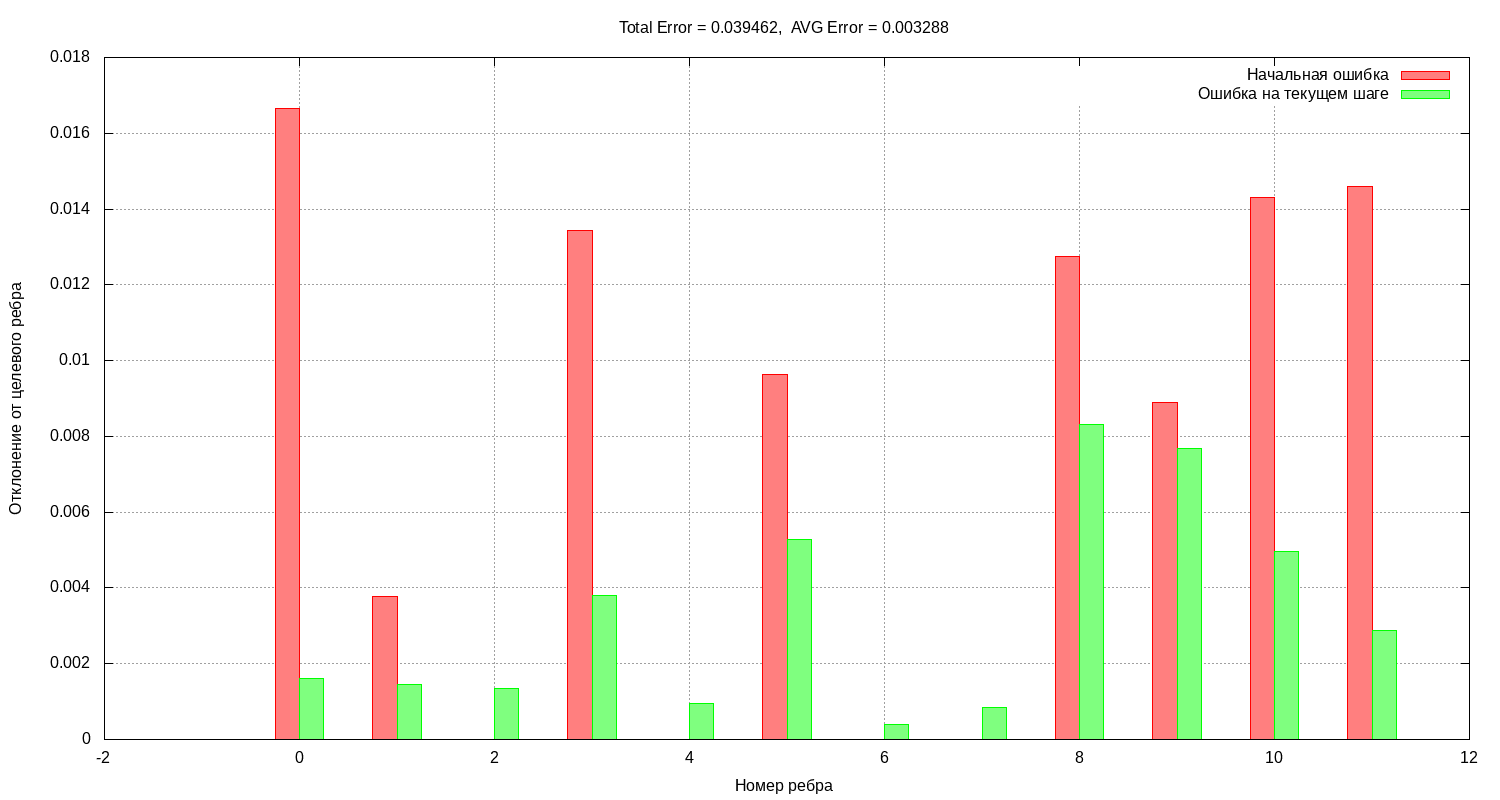 Total Error = 0.039462,  AVG Error = 0.003288
0.018
0.016
0.014
0.012
0.01
0.008
0.006
0.004
0.002
0
Отклонение от целевого ребра
Начальная ошибка
Ошибка на текущем шаге
-2 0 2 4 6 8 10 12
Номер ребра